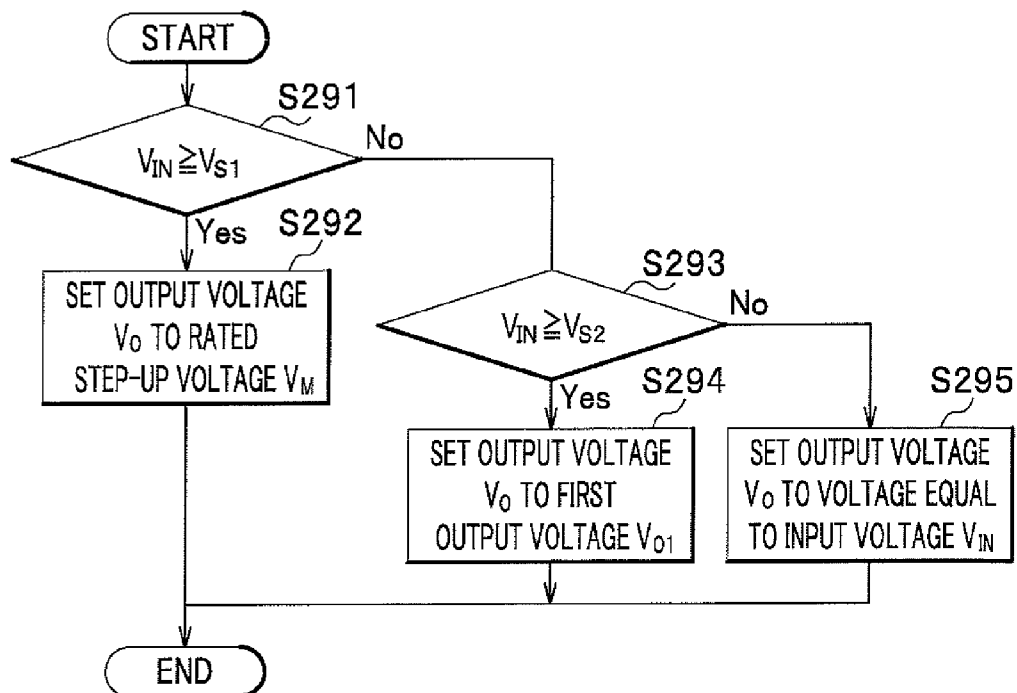 START
S291
V_IN ≧ V_S1
No
Yes
S292
SET OUTPUT VOLTAGE
V_O TO RATED
STEP-UP VOLTAGE V_M
S293
V_IN ≧ V_S2
No
Yes
S294
SET OUTPUT VOLTAGE
V_O TO FIRST
OUTPUT VOLTAGE V_O1
S295
SET OUTPUT VOLTAGE
V_O TO VOLTAGE EQUAL
TO INPUT VOLTAGE V_IN
END